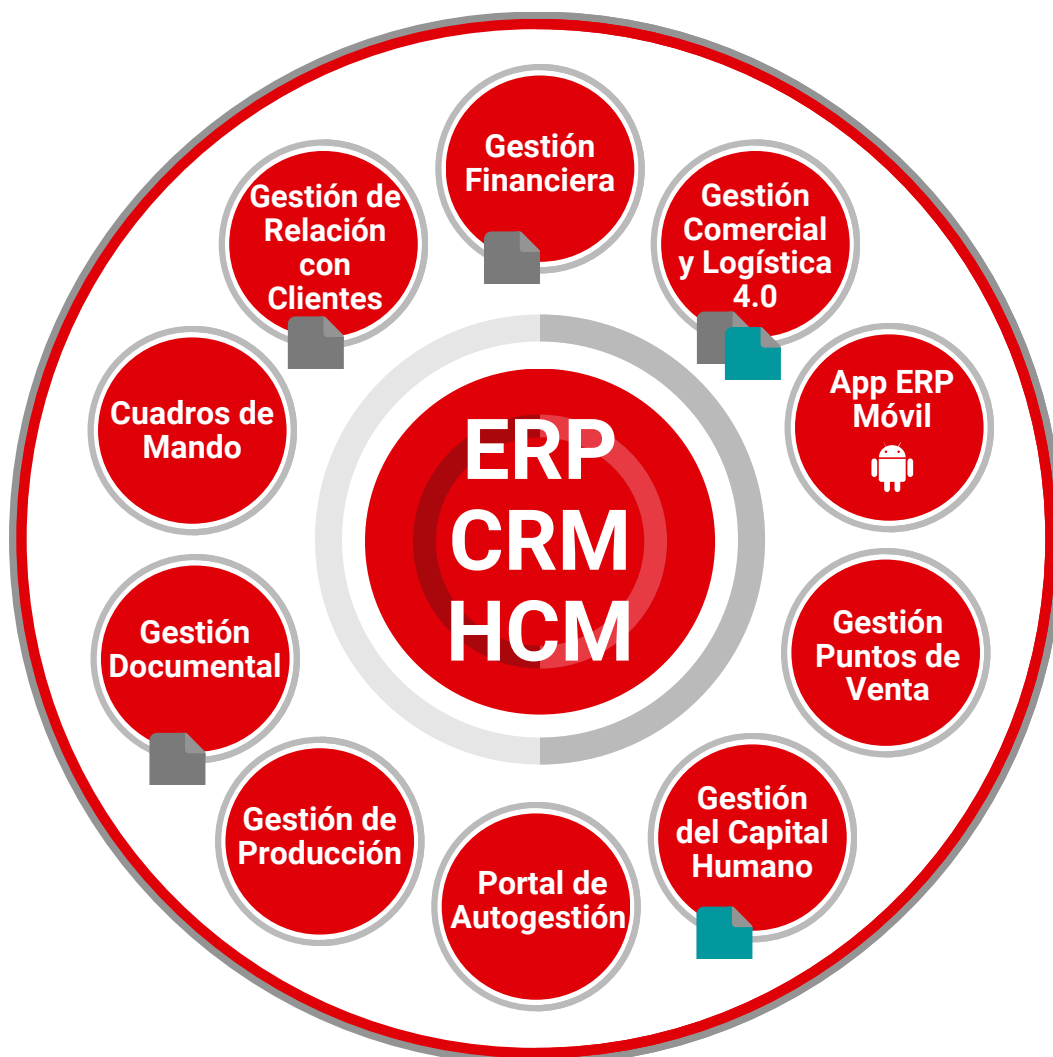 Gestión
Financiera
Gestión
Comercial
y Logística
4.0
App ERP
Móvil
Gestión
Puntos de
Venta
Gestión
del Capital
Humano
Portal de
Autogestión
Gestión de
Producción
Gestión
Documental
Cuadros de
Mando
Gestión de
Relación
con
Clientes
ERP
CRM
HCM